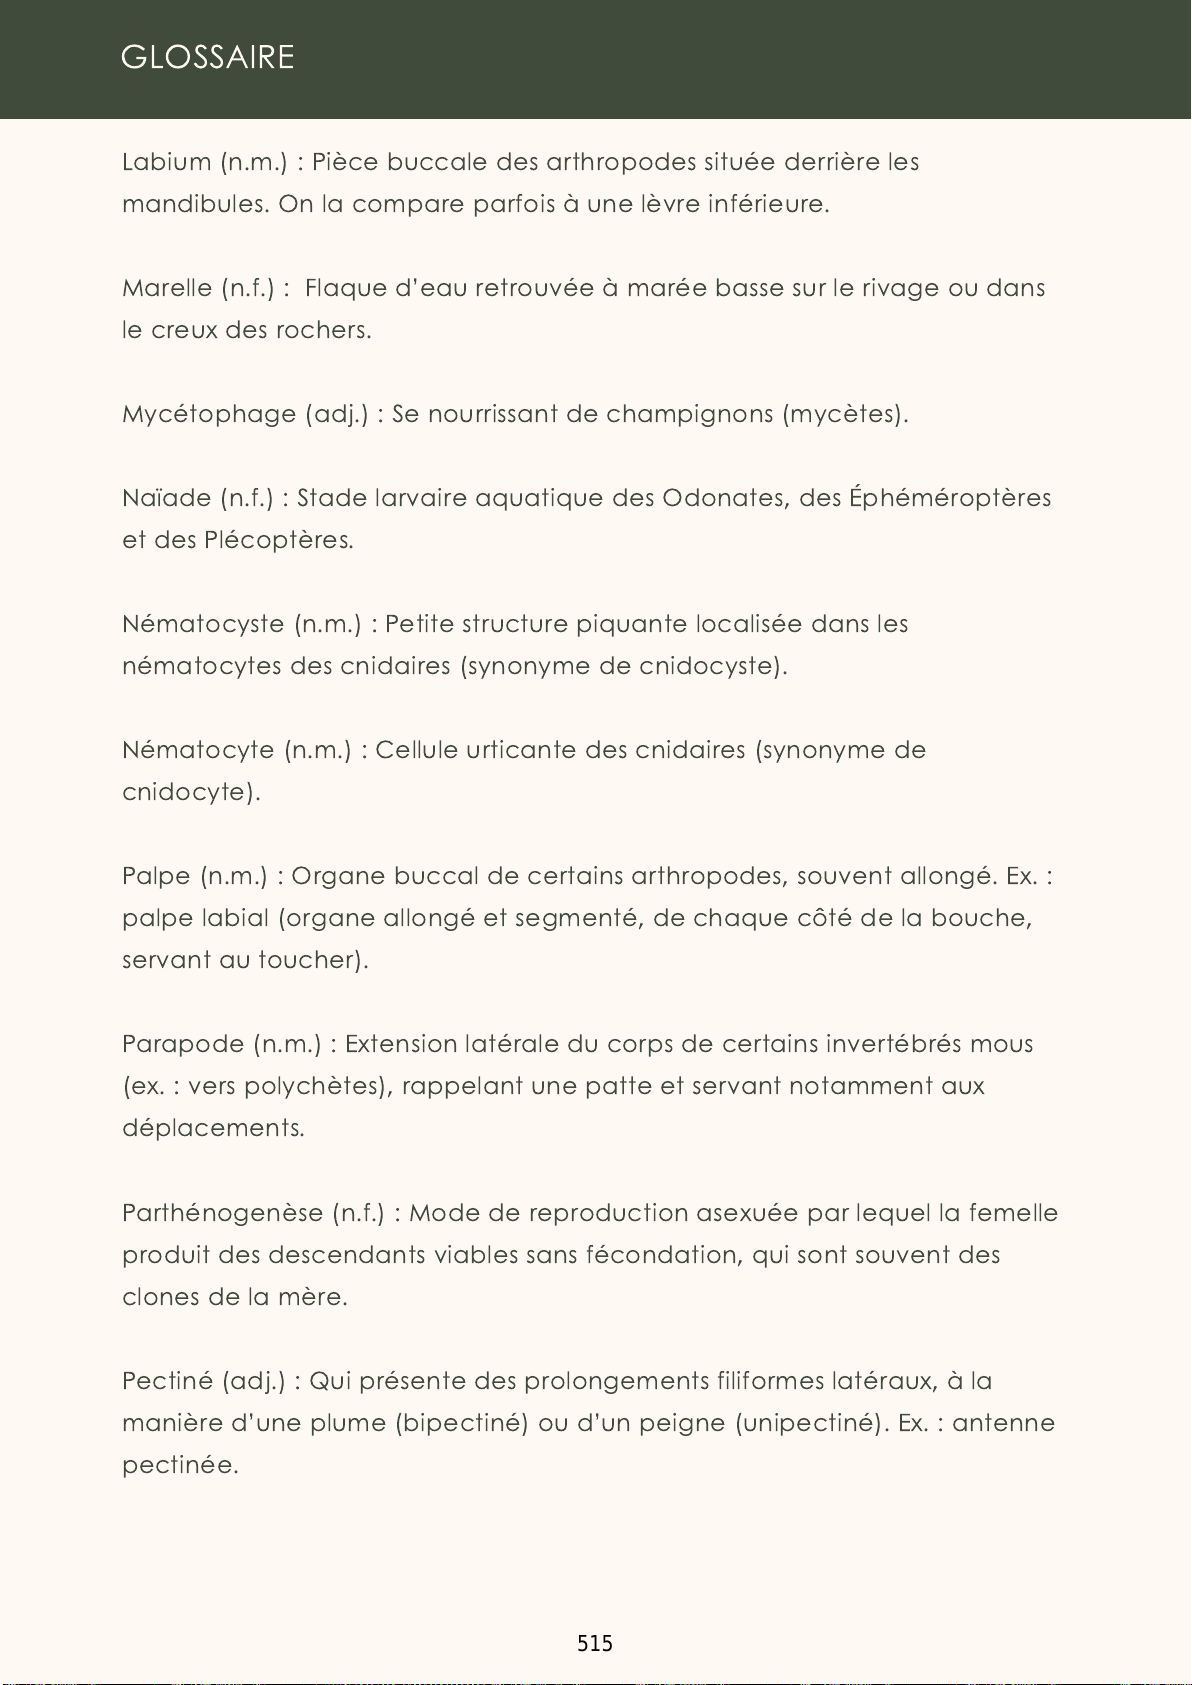 GLOSSAIRE
Labium (n.m.) : Pièce buccale des arthropodes située derrière les
mandibules. On la compare parfois à une lèvre inférieure.
Marelle (n.f.) :  Flaque d’eau retrouvée à marée basse sur le rivage ou dans
le creux des rochers.
Mycétophage (adj.) : Se nourrissant de champignons (mycètes).
Naïade (n.f.) : Stade larvaire aquatique des Odonates, des Éphéméroptères
et des Plécoptères.
Nématocyste (n.m.) : Petite structure piquante localisée dans les
nématocytes des cnidaires (synonyme de cnidocyste).
Nématocyte (n.m.) : Cellule urticante des cnidaires (synonyme de
cnidocyte).
Palpe (n.m.) : Organe buccal de certains arthropodes, souvent allongé. Ex. :
palpe labial (organe allongé et segmenté, de chaque côté de la bouche,
servant au toucher).
Parapode (n.m.) : Extension latérale du corps de certains invertébrés mous
(ex. : vers polychètes), rappelant une patte et servant notamment aux
déplacements.
Parthénogenèse (n.f.) : Mode de reproduction asexuée par lequel la femelle
produit des descendants viables sans fécondation, qui sont souvent des
clones de la mère.
Pectiné (adj.) : Qui présente des prolongements filiformes latéraux, à la
manière d’une plume (bipectiné) ou d’un peigne (unipectiné). Ex. : antenne
pectinée.
515